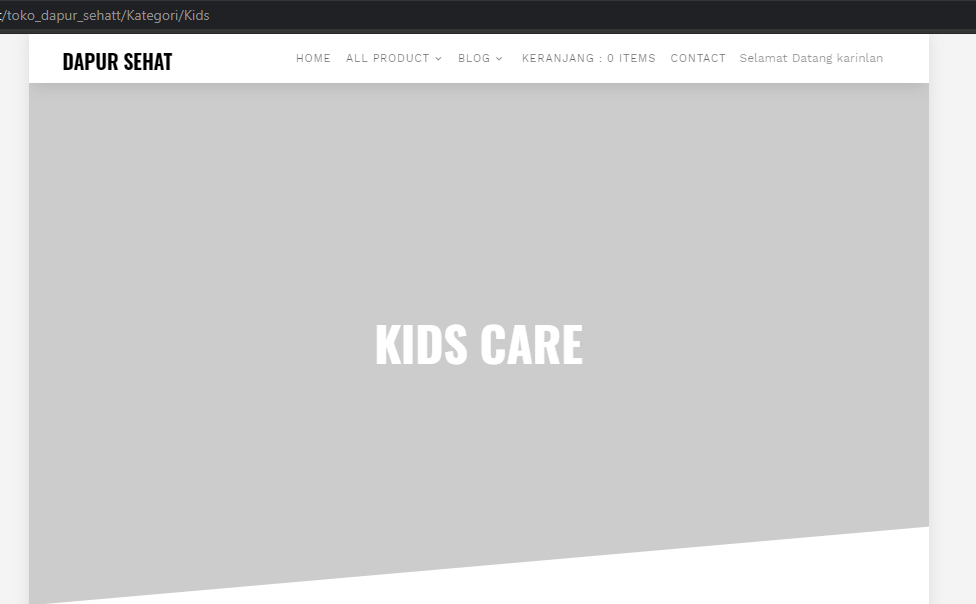 /toko_dapur_sehatt/Kategori/Kids
DAPUR SEHAT
HOME ALL PRODUCT BLOG KERANJANG : 0 ITEMS CONTACT Selamat Datang karinlan
KIDS CARE